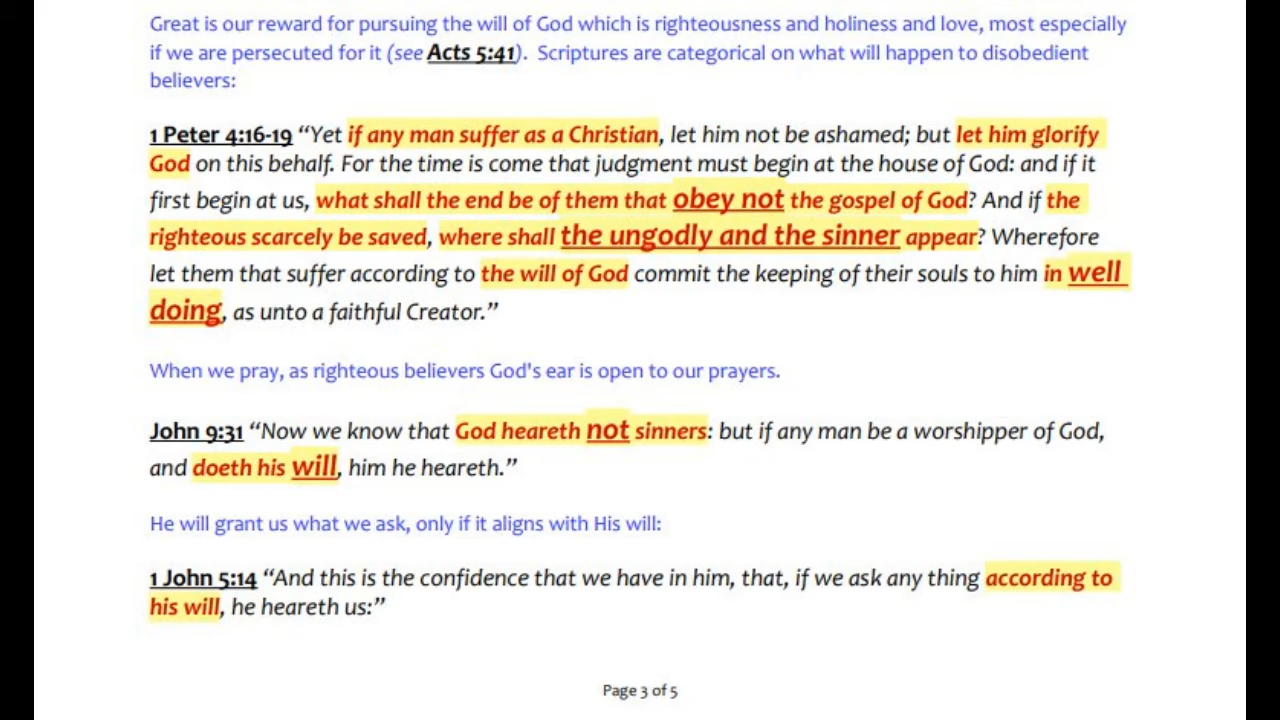 Great is our reward for pursuing the will of God which is righteousness and holiness and love, most especially
if we are persecuted for it (see Acts 5:41). Scriptures are categorical on what will happen to disobedient
believers:
1 Peter 4:16-19 “Yet if any man suffer as a Christian, let him not be ashamed; but let him glorify
God on this behalf. For the time is come that judgment must begin at the house of God: and if it
first begin at us, what shall the end be of them that obey not the gospel of God? And if the
righteous scarcely be saved, where shall the ungodly and the sinner appear? Wherefore
let them that suffer according to the will of God commit the keeping of their souls to him in well
doing, as unto a faithful Creator.”
When we pray, as righteous believers God's ear is open to our prayers.
John 9:31 “Now we know that God heareth not sinners: but if any man be a worshipper of God,
and doeth his will, him he heareth.”
He will grant us what we ask, only if it aligns with His will:
1 John 5:14 “And this is the confidence that we have in him, that, if we ask any thing according to
his will, he heareth us:”
Page 3 of 5